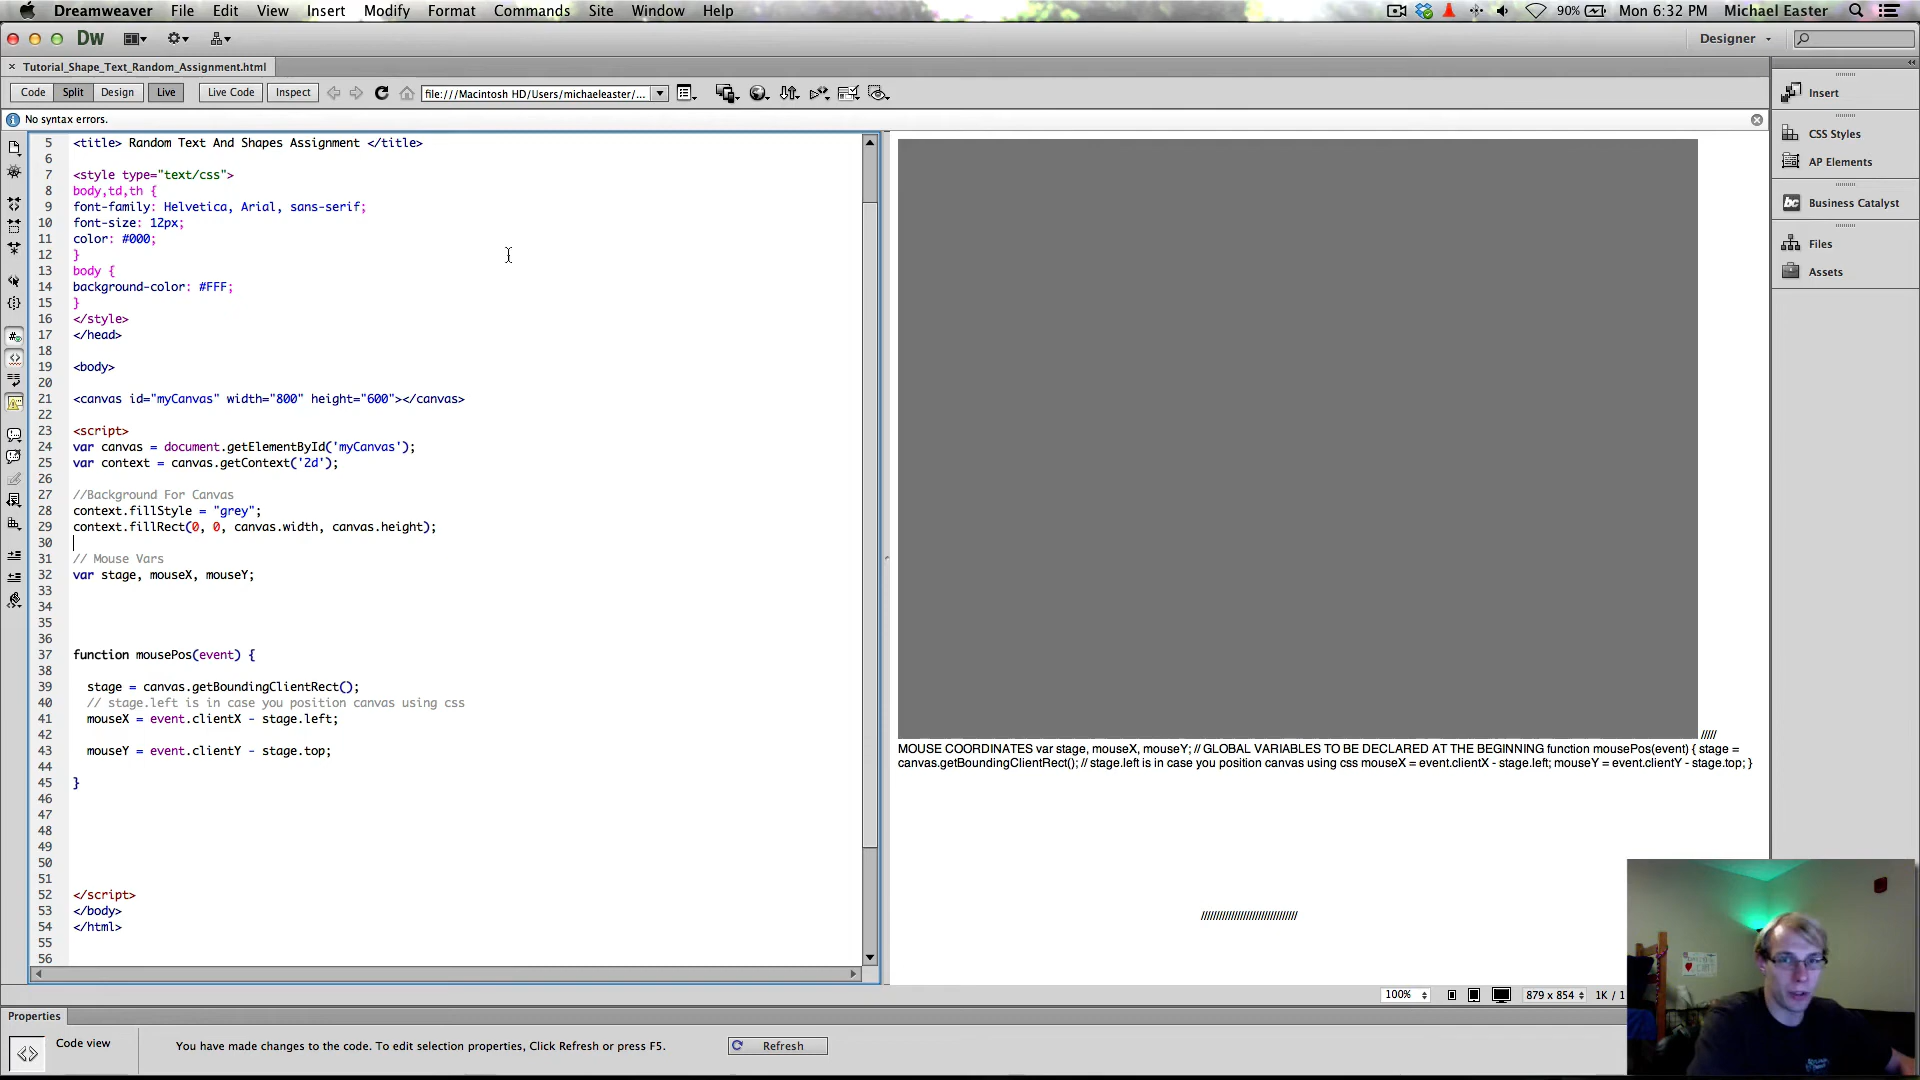 Dreamweaver File Edit View Insert Modify Format Commands Site Window Help 90% Mon 6:32 PM Michael Easter
Dw Designer
Tutorial_Shape_Text_Random_Assignment.html
Code Split Design Live Live Code Inspect file:///Macintosh HD/Users/michaeleaster/...
No syntax errors.
5 <title> Random Text And Shapes Assignment </title>
6
7 <style type="text/css">
8 body,td,th {
9 font-family: Helvetica, Arial, sans-serif;
10 font-size: 12px;
11 color: #000;
12 }
13 body {
14 background-color: #FFF;
15 }
16 </style>
17 </head>
18
19 <body>
20
21 <canvas id="myCanvas" width="800" height="600"></canvas>
22
23 <script>
24 var canvas = document.getElementById('myCanvas');
25 var context = canvas.getContext('2d');
26
27 //Background For Canvas
28 context.fillStyle = "grey";
29 context.fillRect(0, 0, canvas.width, canvas.height);
30
31 // Mouse Vars
32 var stage, mouseX, mouseY;
33
34
35
36
37 function mousePos(event) {
38
39 stage = canvas.getBoundingClientRect();
40 // stage.left is in case you position canvas using css
41 mouseX = event.clientX - stage.left;
42
43 mouseY = event.clientY - stage.top;
44
45 }
46
47
48
49
50
51
52 </script>
53 </body>
54 </html>
55
56
/////
MOUSE COORDINATES var stage, mouseX, mouseY; // GLOBAL VARIABLES TO BE DECLARED AT THE BEGINNING function mousePos(event) { stage =
canvas.getBoundingClientRect(); // stage.left is in case you position canvas using css mouseX = event.clientX - stage.left; mouseY = event.clientY - stage.top; }
////////////////////////////////
Insert
CSS Styles
AP Elements
bc Business Catalyst
Files
Assets
100% 879 x 854 1K / 1
Properties
Code view
You have made changes to the code. To edit selection properties, Click Refresh or press F5.
Refresh